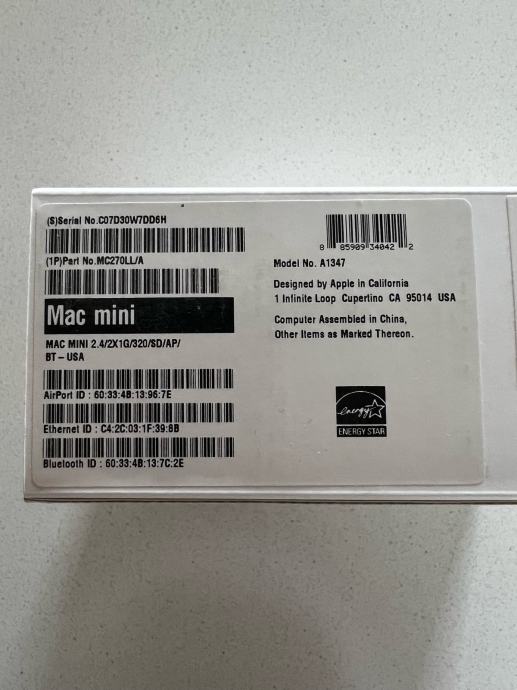 (S)Serial No.C07D30W7DD6H
(1P)Part No.MC270LL/A
Mac mini
MAC MINI 2.4/2X1G/320/SD/AP/
BT – USA
AirPort ID : 60:33:4B:13:96:7E
Ethernet ID : C4:2C:03:1F:39:6B
Bluetooth ID : 60:33:4B:13:7C:2E
8 85909 34042 2
Model No. A1347
Designed by Apple in California
1 Infinite Loop Cupertino CA 95014 USA
Computer Assembled in China,
Other Items as Marked Thereon.
energy
ENERGY STAR